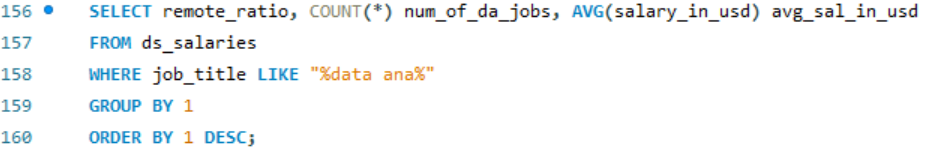 156 SELECT remote_ratio, COUNT(*) num_of_da_jobs, AVG(salary_in_usd) avg_sal_in_usd
157 FROM ds_salaries
158 WHERE job_title LIKE "%data ana%"
159 GROUP BY 1
160 ORDER BY 1 DESC;